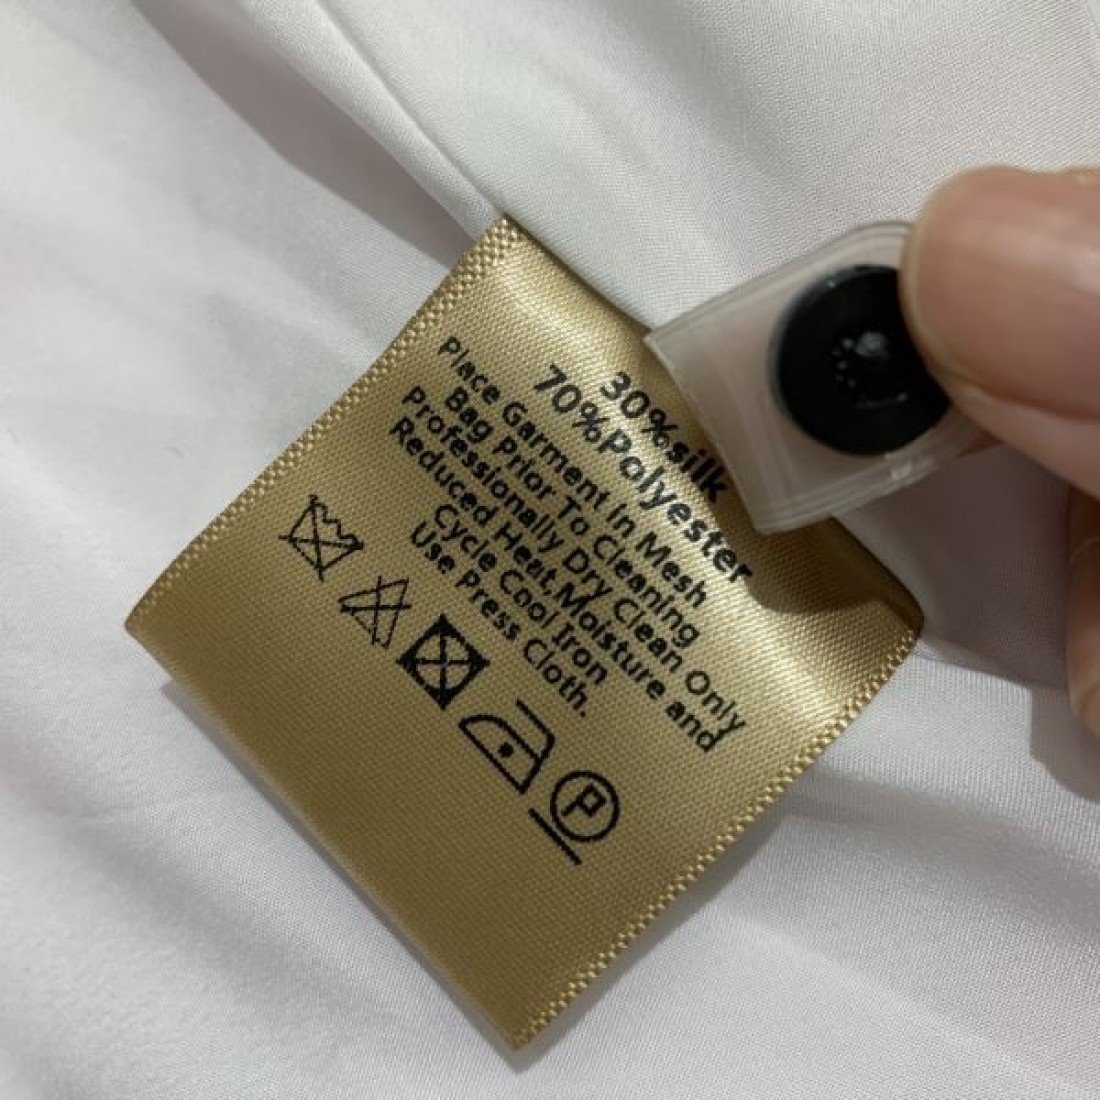 30%silk
70%Polyester
Place Garment In Mesh
Bag Prior To Cleaning
Professionally Dry Clean Only
Reduced Heat,Moisture and
Cycle Cool Iron
Use Press Cloth.
P